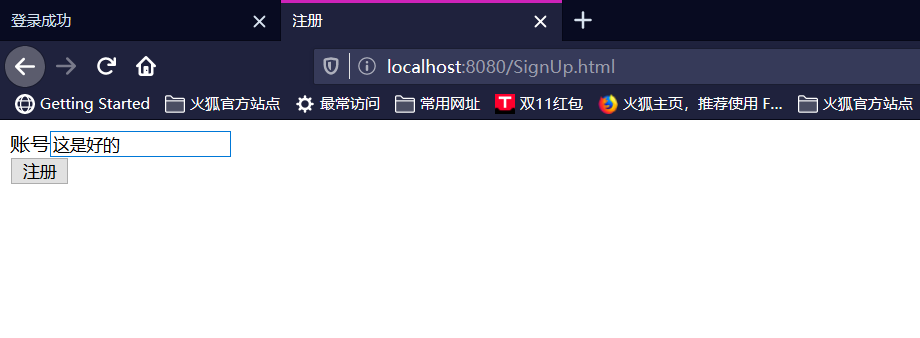 登录成功
注册
localhost:8080/SignUp.html
Getting Started 火狐官方站点 最常访问 常用网址 双11红包 火狐主页，推荐使用 F... 火狐官方站点
账号 这是好的
注册